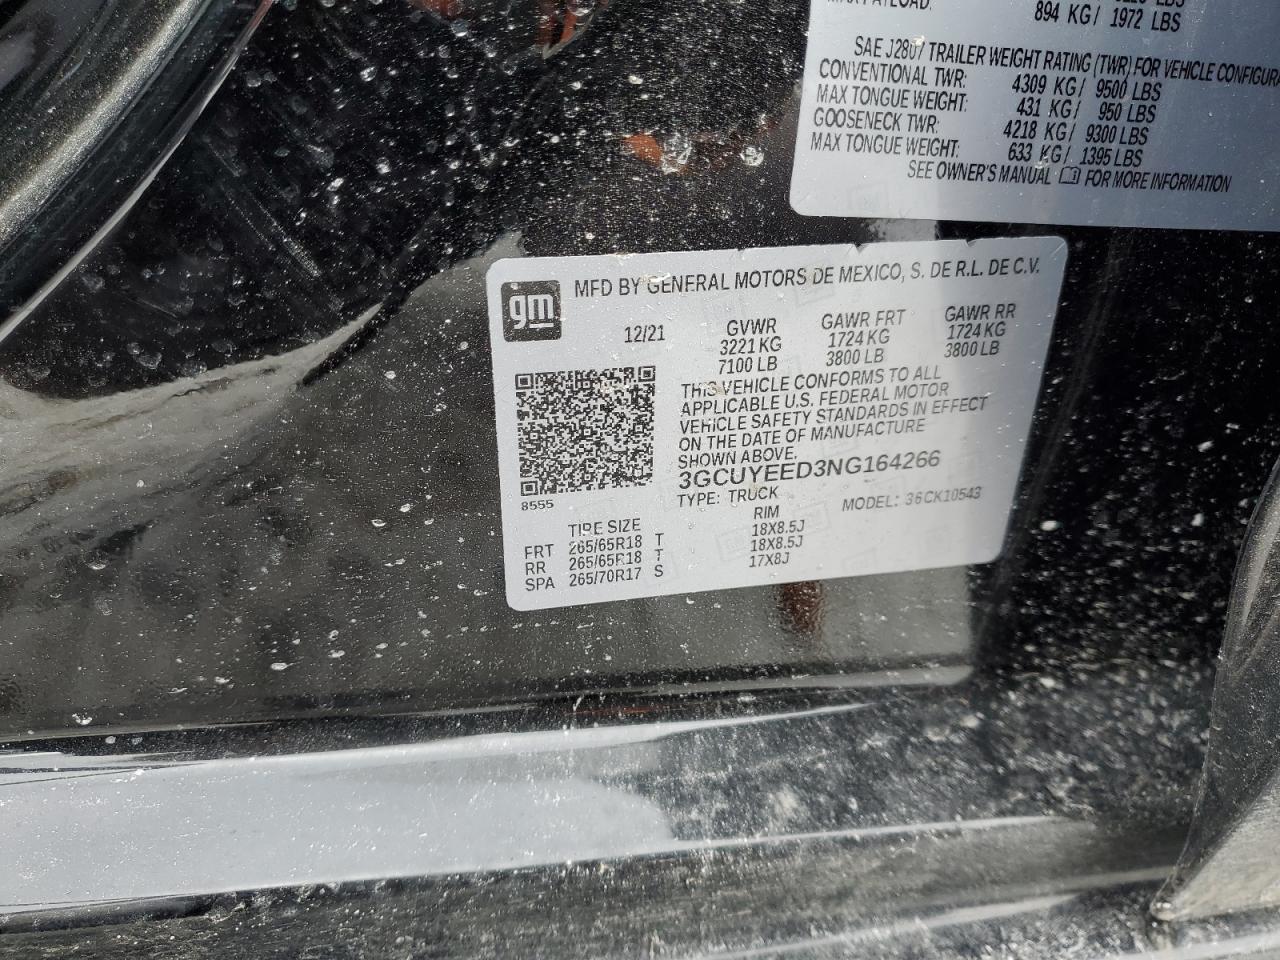 894 KG/ 1972 LBS
SAE J2807 TRAILER WEIGHT RATING (TWR) FOR VEHICLE
CONVENTIONAL TWR: 4309 KG/ 9500 LBS
MAX TONGUE WEIGHT: 431 KG/ 950 LBS
GOOSENECK TWR: 4218 KG/ 9300 LBS
MAX TONGUE WEIGHT: 633 KG/ 1395 LBS
SEE OWNER'S MANUAL FOR MORE INFORMATION
gm
MFD BY GENERAL MOTORS DE MEXICO, S. DE R.L. DE C.V.
12/21 GVWR GAWR FRT GAWR RR
3221 KG 1724 KG 1724 KG
7100 LB 3800 LB 3800 LB
THIS VEHICLE CONFORMS TO ALL
APPLICABLE U.S. FEDERAL MOTOR
VEHICLE SAFETY STANDARDS IN EFFECT
ON THE DATE OF MANUFACTURE
SHOWN ABOVE.
3GCUYEED3NG164266
8555
TYPE: TRUCK MODEL: 36CK10543
TIRE SIZE RIM
FRT 265/65R18 T 18X8.5J
RR 265/65R18 T 18X8.5J
SPA 265/70R17 S 17X8J